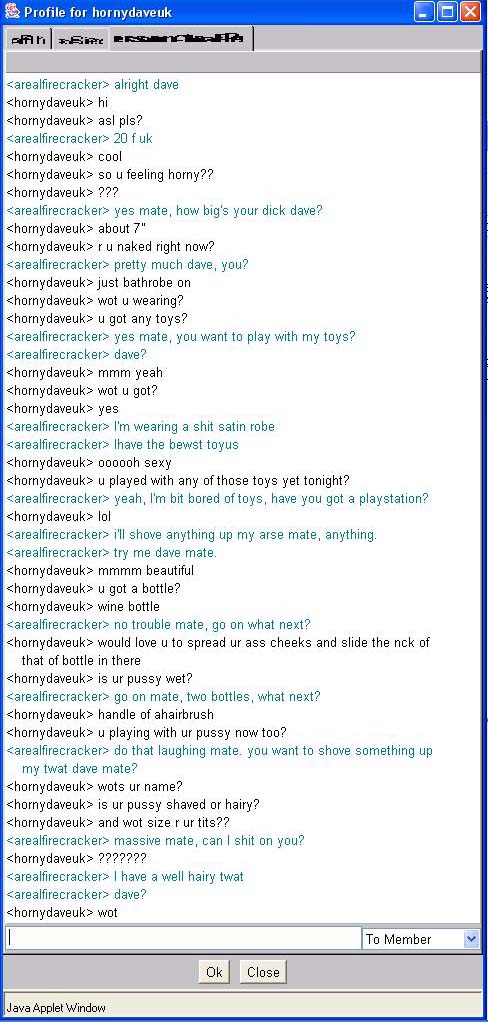 Profile for hornydaveuk
<arealfirecracker> alright dave
<hornydaveuk> hi
<hornydaveuk> asl pls?
<arealfirecracker> 20 f uk
<hornydaveuk> cool
<hornydaveuk> so u feeling horny??
<hornydaveuk> ???
<arealfirecracker> yes mate, how big's your dick dave?
<hornydaveuk> about 7"
<hornydaveuk> r u naked right now?
<arealfirecracker> pretty much dave, you?
<hornydaveuk> just bathrobe on
<hornydaveuk> wot u wearing?
<hornydaveuk> u got any toys?
<arealfirecracker> yes mate, you want to play with my toys?
<arealfirecracker> dave?
<hornydaveuk> mmm yeah
<hornydaveuk> wot u got?
<hornydaveuk> yes
<arealfirecracker> I'm wearing a shit satin robe
<arealfirecracker> Ihave the bewst toyus
<hornydaveuk> oooooh sexy
<hornydaveuk> u played with any of those toys yet tonight?
<arealfirecracker> yeah, I'm bit bored of toys, have you got a playstation?
<hornydaveuk> lol
<arealfirecracker> i'll shove anything up my arse mate, anything.
<arealfirecracker> try me dave mate.
<hornydaveuk> mmmm beautiful
<hornydaveuk> u got a bottle?
<hornydaveuk> wine bottle
<arealfirecracker> no trouble mate, go on what next?
<hornydaveuk> would love u to spread ur ass cheeks and slide the nck of
that of bottle in there
<hornydaveuk> is ur pussy wet?
<arealfirecracker> go on mate, two bottles, what next?
<hornydaveuk> handle of ahairbrush
<hornydaveuk> u playing with ur pussy now too?
<arealfirecracker> do that laughing mate. you want to shove something up
my twat dave mate?
<hornydaveuk> wots ur name?
<hornydaveuk> is ur pussy shaved or hairy?
<hornydaveuk> and wot size r ur tits??
<arealfirecracker> massive mate, can I shit on you?
<hornydaveuk> ???????
<arealfirecracker> I have a well hairy twat
<arealfirecracker> dave?
<hornydaveuk> wot
To Member
Ok Close
Java Applet Window